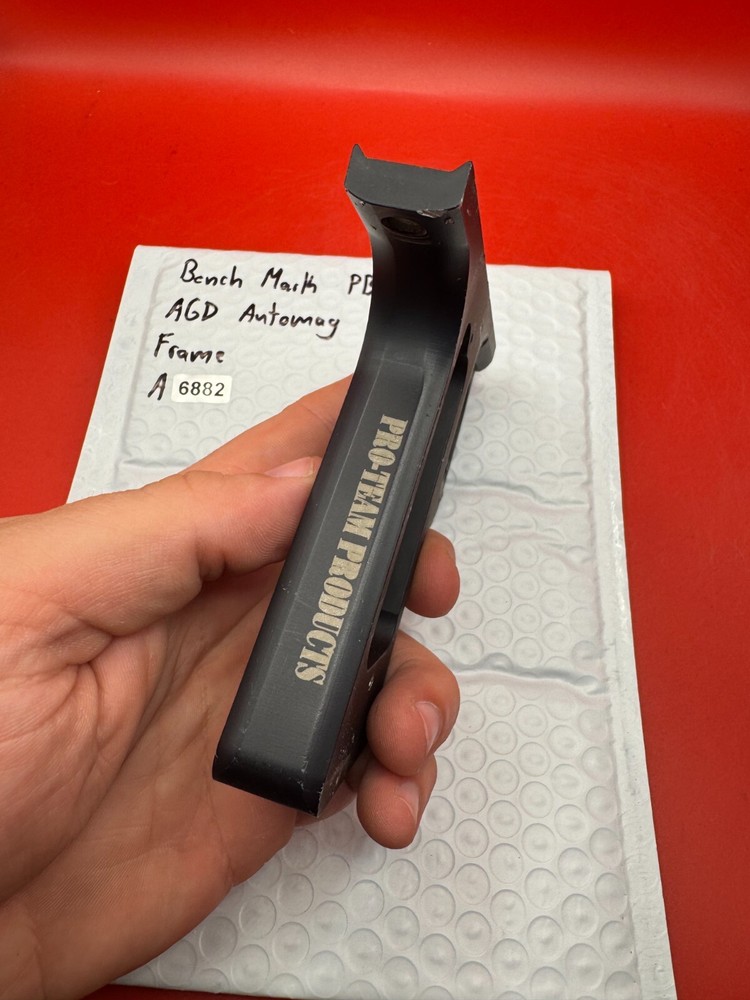 Bench Mark PB
AGD Automag
Frame
A 6882
PRO-TEAM PRODUCTS